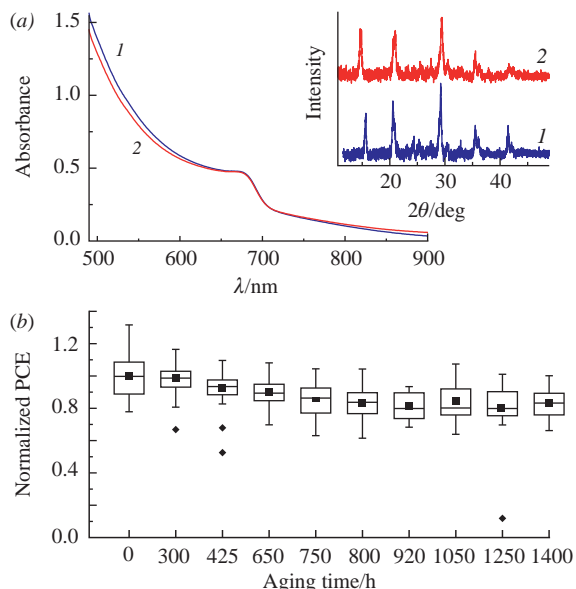 (a)
1.5
1.0
0.5
0.0
Absorbance
1
2
500 600 700 800 900
λ/nm
Intensity
2
1
20 30 40
2θ/deg
(b)
1.2
0.8
0.4
0.0
Normalized PCE
0 300 425 650 750 800 920 1050 1250 1400
Aging time/h